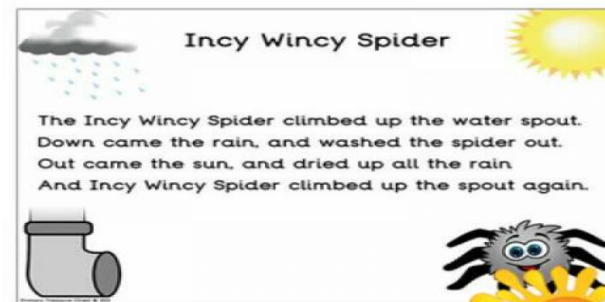 Incy Wincy Spider
The Incy Wincy Spider climbed up the water spout.
Down came the rain, and washed the spider out.
Out came the sun, and dried up all the rain
And Incy Wincy Spider climbed up the spout again.